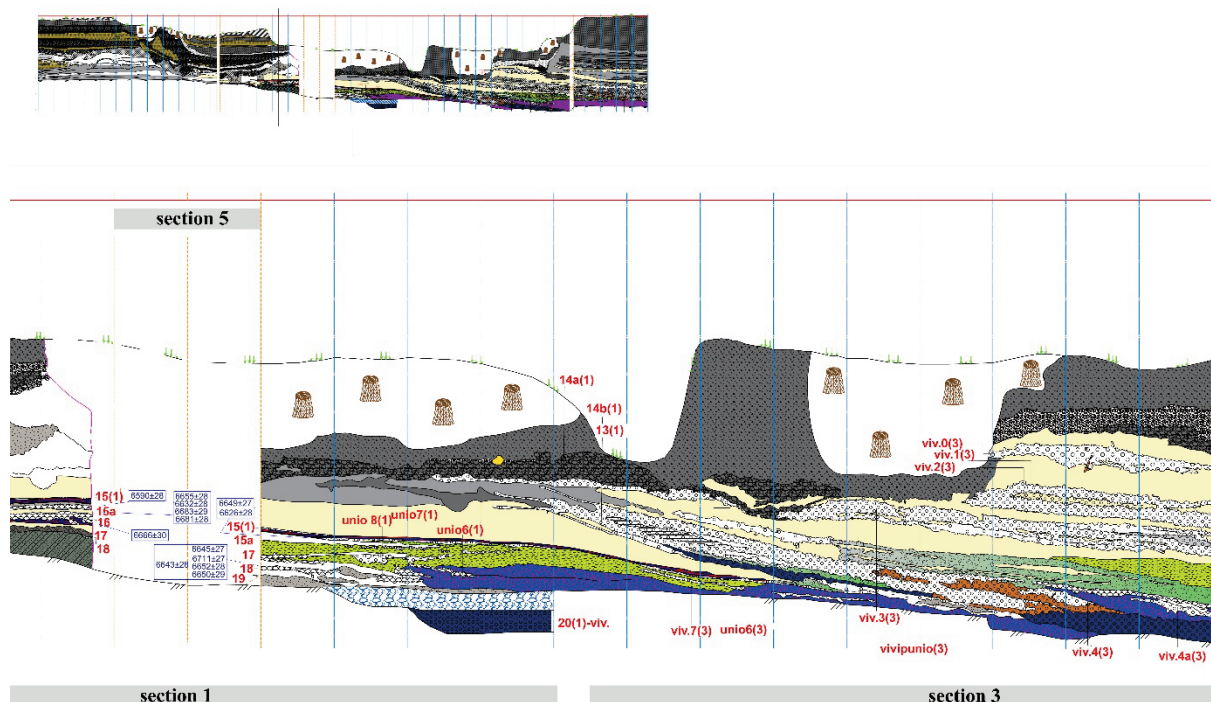 section 5
14a(1)
14b(1)
13(1)
viv.0(3)
viv.1(3)
viv.2(3)
15(1)
15a
16
17
18
6590±28
6655±28
6632±28
6683±29
6681±28
6649±27
6626±28
6666±30
15(1)
15a
17
18
19
6643±28
6645±27
6711±27
6652±28
6650±29
unio 8(1)
unio7(1)
unio6(1)
20(1)-viv.
viv.7(3)
unio6(3)
viv.3(3)
vivipunio(3)
viv.4(3)
viv.4a(3)
section 1
section 3